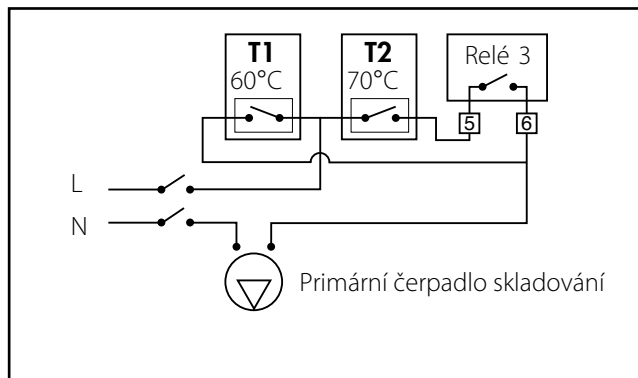 T1
60°C
T2
70°C
Relé 3
5
6
L
N
Primární čerpadlo skladování